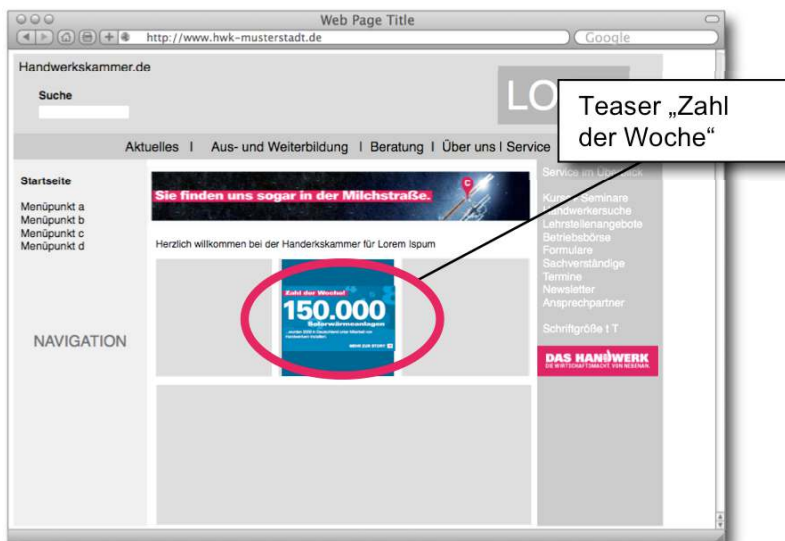 Web Page Title
http://www.hwk-musterstadt.de
Google
Handwerkskammer.de
Suche
LO
Teaser „Zahl
der Woche“
Aktuelles I Aus- und Weiterbildung I Beratung I Über uns I Service
Startseite
Menüpunkt a
Menüpunkt b
Menüpunkt c
Menüpunkt d
NAVIGATION
Sie finden uns sogar in der Milchstraße.
Herzlich willkommen bei der Handerkskammer für Lorem Ispum
Zahl der Woche!
150.000
Solarwärmeanlagen
MEHR ZUR STORY
Service im Überblick
Kurse + Seminare
Handwerkersuche
Lehrstellenangebote
Betriebsbörse
Formulare
Sachverständige
Termine
Newsletter
Ansprechpartner
Schriftgröße t T
DAS HANDWERK
DIE WIRTSCHAFTSMACHT. VON NEBENAN.